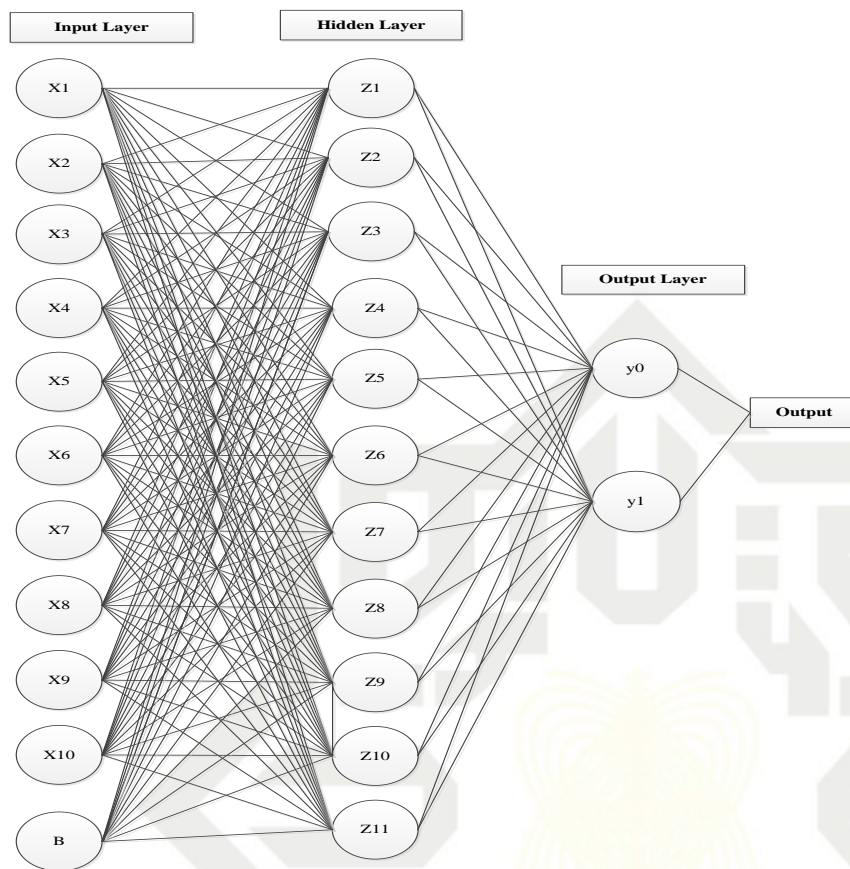 Input Layer
Hidden Layer
X1
Z1
X2
Z2
X3
Z3
Output Layer
X4
Z4
X5
Z5
y0
Output
X6
Z6
y1
X7
Z7
X8
Z8
X9
Z9
X10
Z10
B
Z11